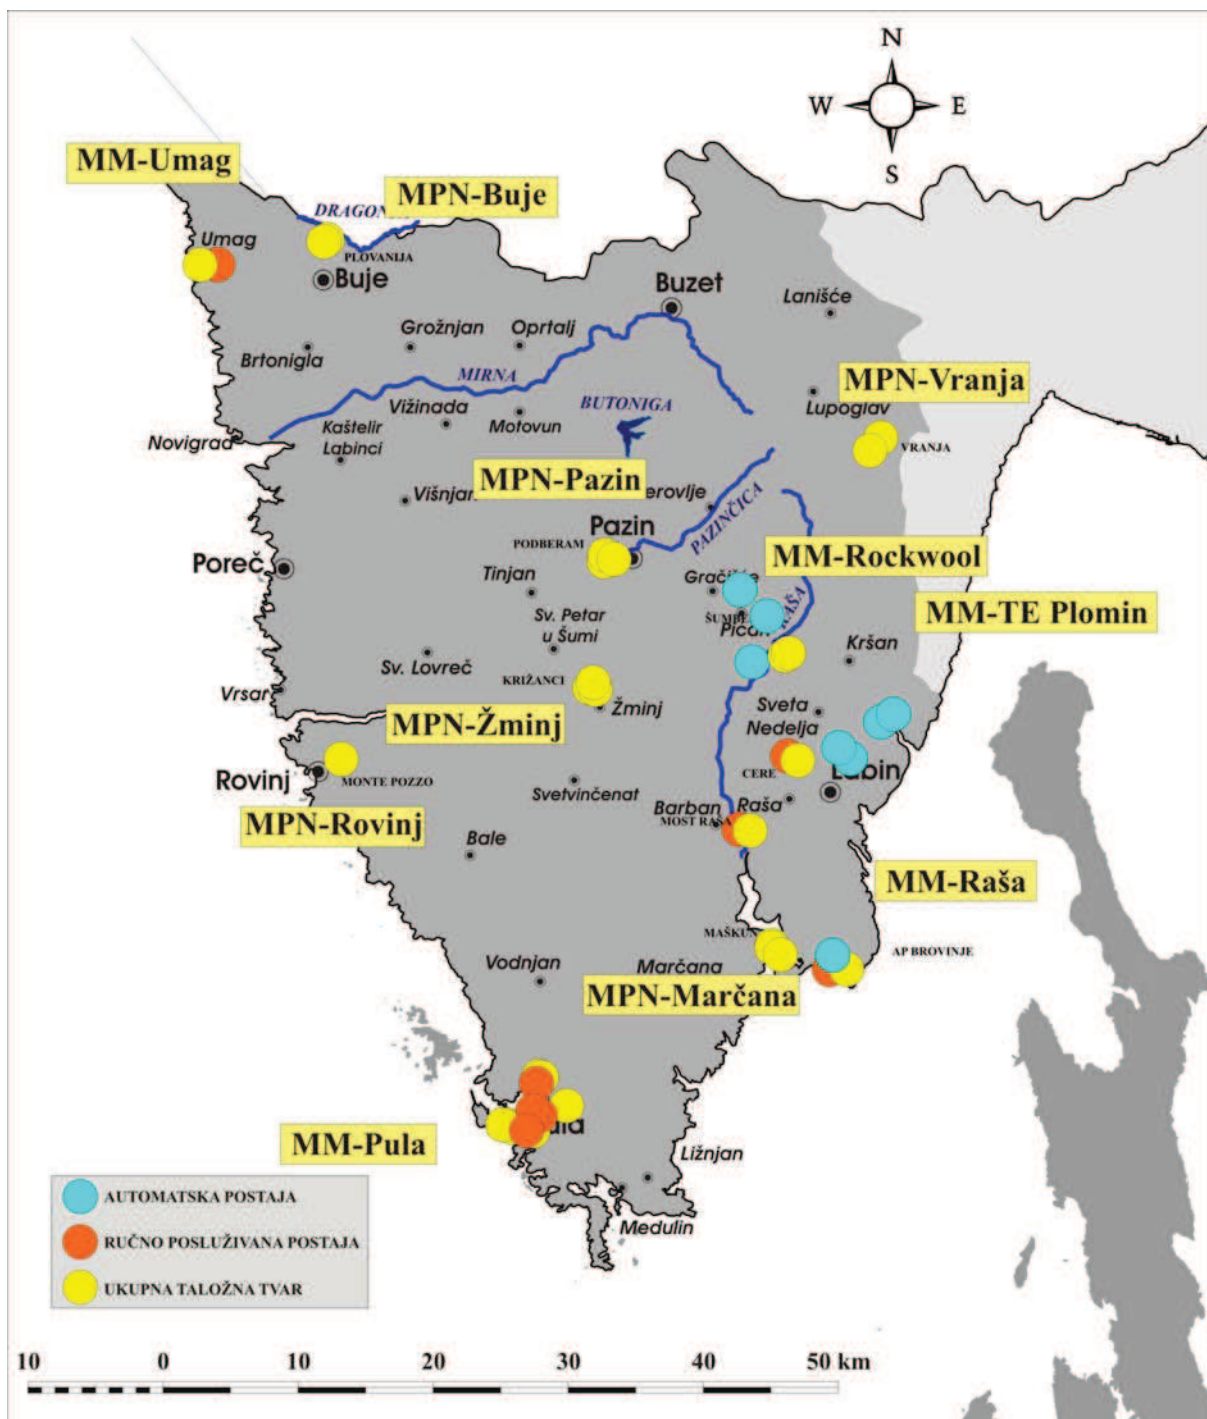 N
W
E
S
MM-Umag
MPN-Buje
Umag
PLOVANIJA
Buje
Buzet
Lanišće
Grožnjan
Oprtalj
Brtonigla
MIRNA
MPN-Vranja
BUTONIGA
Lupoglav
Vižinada
Motovun
Kaštelir
Labinci
Novigrad
VRANJA
MPN-Pazin
Višnjan
PAZINČICA
Pazin
PODBERAM
MM-Rockwool
Poreč
Tinjan
Gračišće
MM-TE Plomin
Sv. Petar
u Šumi
RAŠA
Kršan
Sv. Lovreč
KRIŽANCI
Vrsar
Žminj
Sveta
Nedelja
MPN-Žminj
Rovinj
MONTE POZZO
CERE
Labin
Svetvinčenat
MPN-Rovinj
Barban
Raša
MOST RAŠA
Bale
MM-Raša
MAŠKUN
AP BROVINJE
Vodnjan
Marčana
MPN-Marčana
MM-Pula
Ližnjan
Medulin
AUTOMATSKA POSTAJA
RUČNO POSLUŽIVANA POSTAJA
UKUPNA TALOŽNA TVAR
10 0 10 20 30 40 50 km